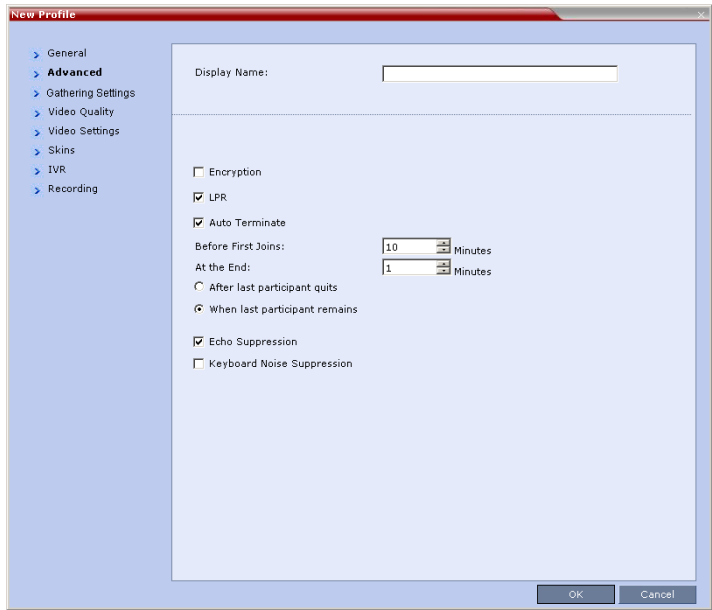 New Profile
General
Advanced
Gathering Settings
Video Quality
Video Settings
Skins
IVR
Recording
Display Name:
Encryption
LPR
Auto Terminate
Before First Joins: 10 Minutes
At the End: 1 Minutes
After last participant quits
When last participant remains
Echo Suppression
Keyboard Noise Suppression
OK Cancel